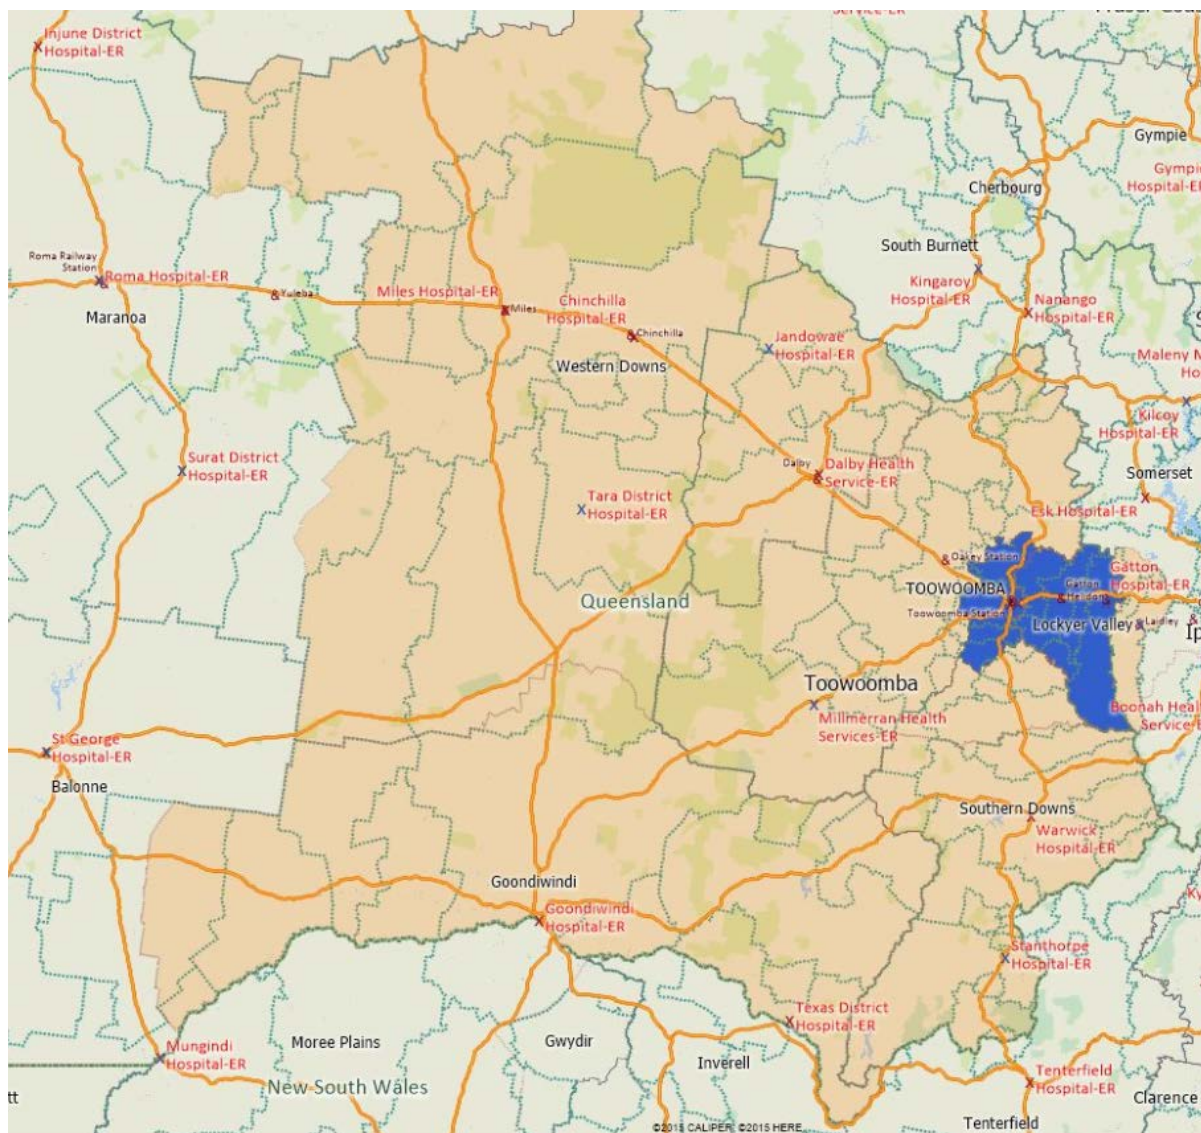 Injune District
Hospital-ER
Gympie
Hospital-ER
Cherbourg
South Burnett
Kingaroy
Hospital-ER
Nanango
Hospital-ER
Roma Railway
Station
Roma Hospital-ER
Yuleba
Maranoa
Miles Hospital-ER
Miles
Chinchilla
Hospital-ER
Chinchilla
Western Downs
Jandowae
Hospital-ER
Kilcoy
Hospital-ER
Somerset
Surat District
Hospital-ER
Tara District
Hospital-ER
Dalby
Dalby Health
Service-ER
Esk Hospital-ER
Oakey Station
TOOWOOMBA
Toowoomba Station
Gatton
Helidon
Gatton
Hospital-ER
Lockyer Valley
Laidley
Queensland
Toowoomba
Millmerran Health
Services-ER
Boonah Heal
Service-E
St George
Hospital-ER
Balonne
Southern Downs
Warwick
Hospital-ER
Goondiwindi
Goondiwindi
Hospital-ER
Stanthorpe
Hospital-ER
Texas District
Hospital-ER
Mungindi
Hospital-ER
Moree Plains
Gwydir
Inverell
New South Wales
Tenterfield
Hospital-ER
Clarence
Tenterfield
©2015 CALIPER; ©2015 HERE